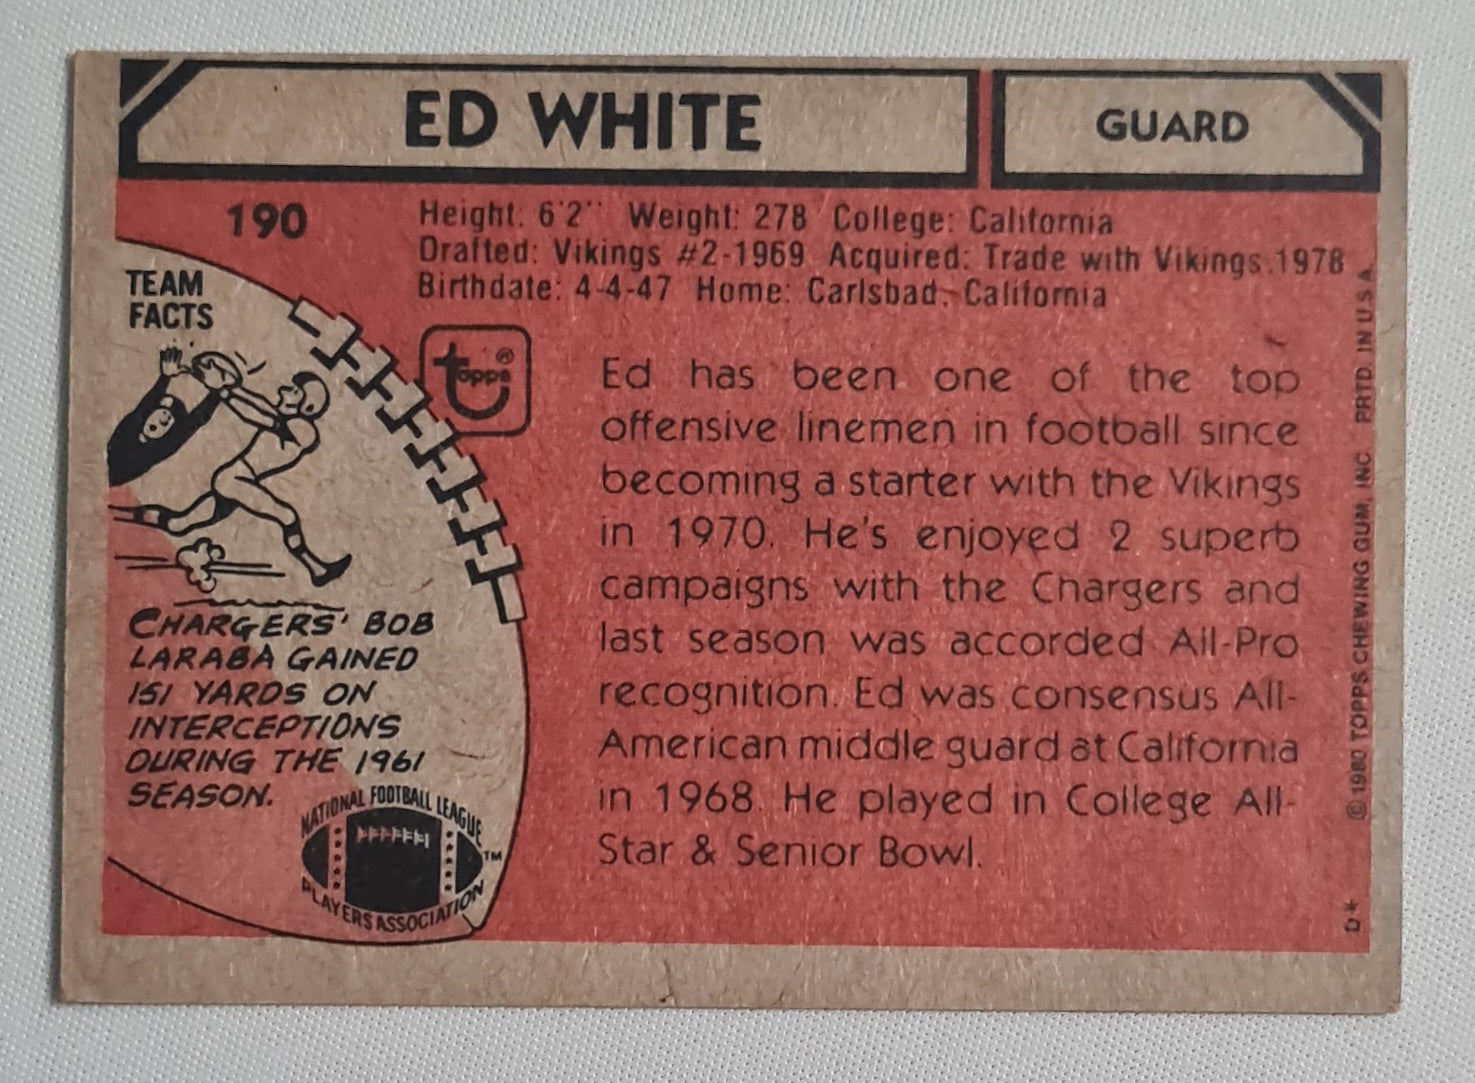 ED WHITE
GUARD
190
Height: 6'2" Weight: 278 College: California
Drafted: Vikings #2-1969 Acquired: Trade with Vikings, 1978
Birthdate: 4-4-47 Home: Carlsbad, California
TEAM
FACTS
topps ®
Ed has been one of the top
offensive linemen in football since
becoming a starter with the Vikings
in 1970. He's enjoyed 2 superb
campaigns with the Chargers and
last season was accorded All-Pro
recognition. Ed was consensus All-
American middle guard at California
in 1968. He played in College All-
Star & Senior Bowl.
CHARGERS' BOB
LARABA GAINED
151 YARDS ON
INTERCEPTIONS
DURING THE 1961
SEASON.
NATIONAL FOOTBALL LEAGUE
PLAYERS ASSOCIATION
TM
© 1980 TOPPS CHEWING GUM, INC. PRTD. IN U.S.A.
D*